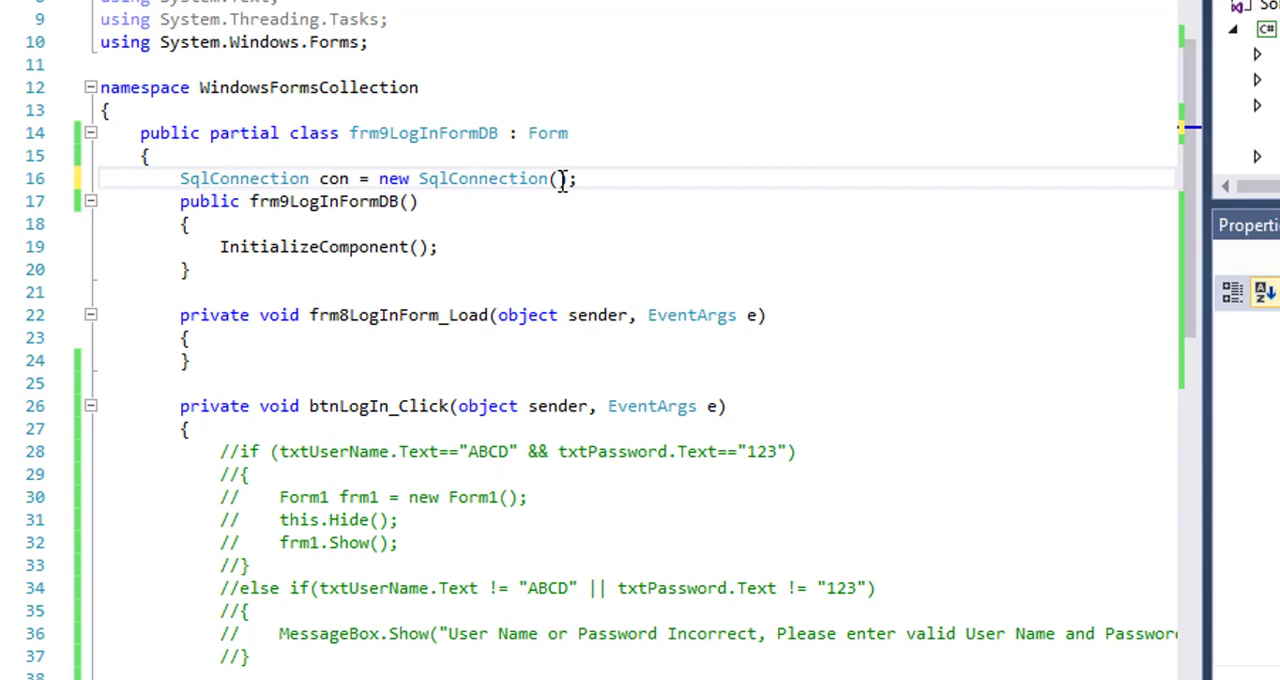 9 using System.Threading.Tasks;
10 using System.Windows.Forms;
11
12 namespace WindowsFormsCollection
13 {
14 public partial class frm9LogInFormDB : Form
15 {
16 SqlConnection con = new SqlConnection();
17 public frm9LogInFormDB()
18 {
19 InitializeComponent();
20 }
21
22 private void frm8LogInForm_Load(object sender, EventArgs e)
23 {
24 }
25
26 private void btnLogIn_Click(object sender, EventArgs e)
27 {
28 //if (txtUserName.Text=="ABCD" && txtPassword.Text=="123")
29 //{
30 // Form1 frm1 = new Form1();
31 // this.Hide();
32 // frm1.Show();
33 //}
34 //else if(txtUserName.Text != "ABCD" || txtPassword.Text != "123")
35 //{
36 // MessageBox.Show("User Name or Password Incorrect, Please enter valid User Name and Passwor
37 //}
C#
Properti